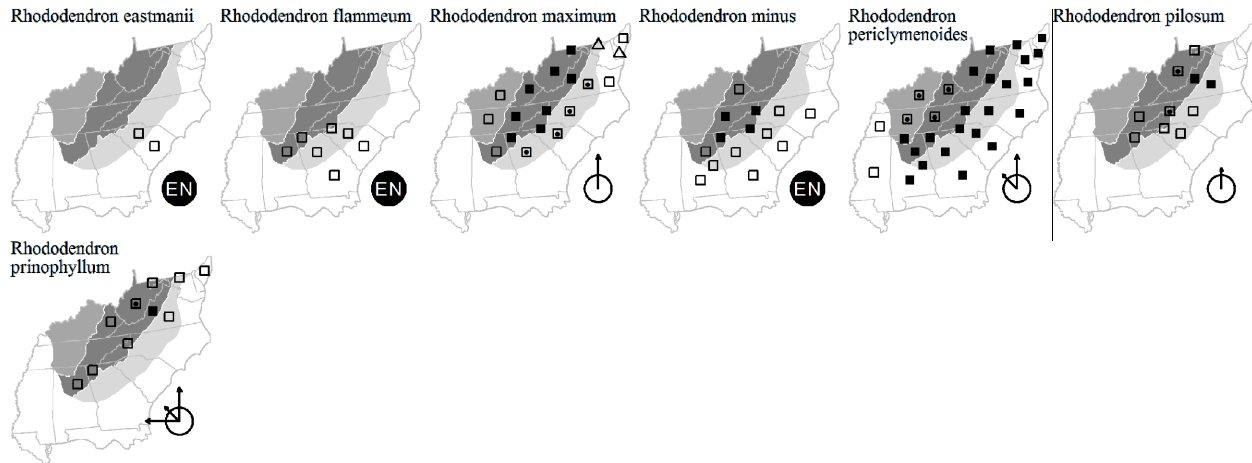 Rhododendron eastmanii
Rhododendron flammeum
Rhododendron maximum
Rhododendron minus
Rhododendron
periclymenoides
Rhododendron pilosum
EN
EN
EN
Rhododendron
prinophyllum